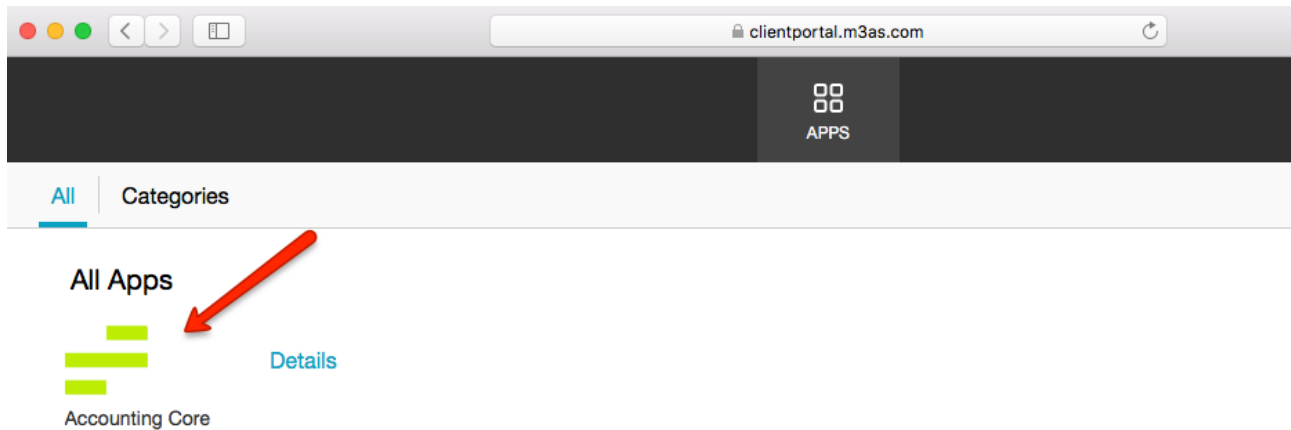 clientportal.m3as.com
APPS
All Categories
All Apps
Details
Accounting Core